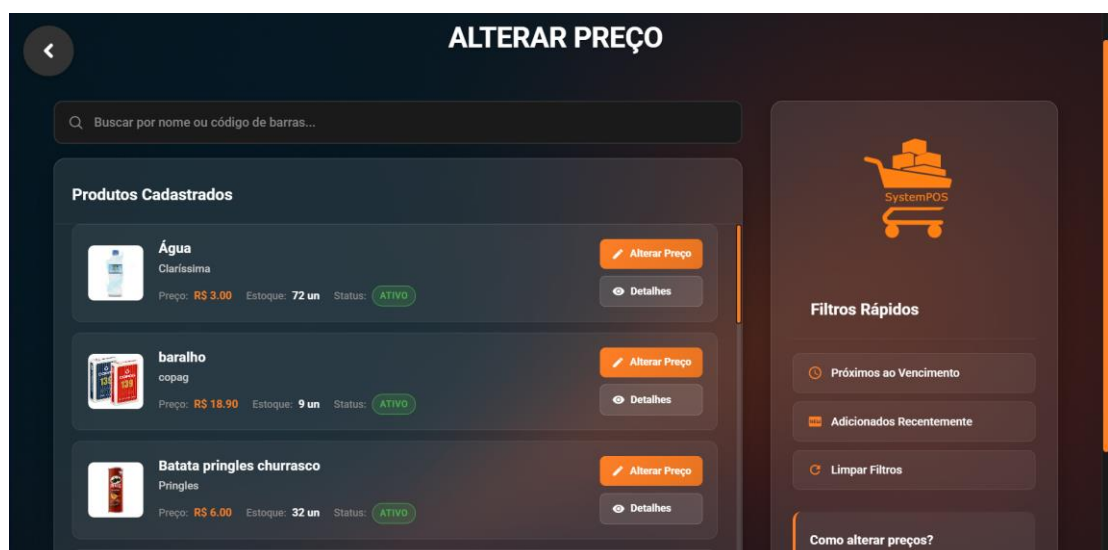 ALTERAR PREÇO
Buscar por nome ou código de barras...
Produtos Cadastrados
Água
Claríssima
Preço: R$ 3.00 Estoque: 72 un Status: ATIVO
Alterar Preço
Detalhes
baralho
copag
Preço: R$ 18.90 Estoque: 9 un Status: ATIVO
Alterar Preço
Detalhes
Batata pringles churrasco
Pringles
Preço: R$ 6.00 Estoque: 32 un Status: ATIVO
Alterar Preço
Detalhes
SystemPOS
Filtros Rápidos
Próximos ao Vencimento
Adicionados Recentemente
Limpar Filtros
Como alterar preços?